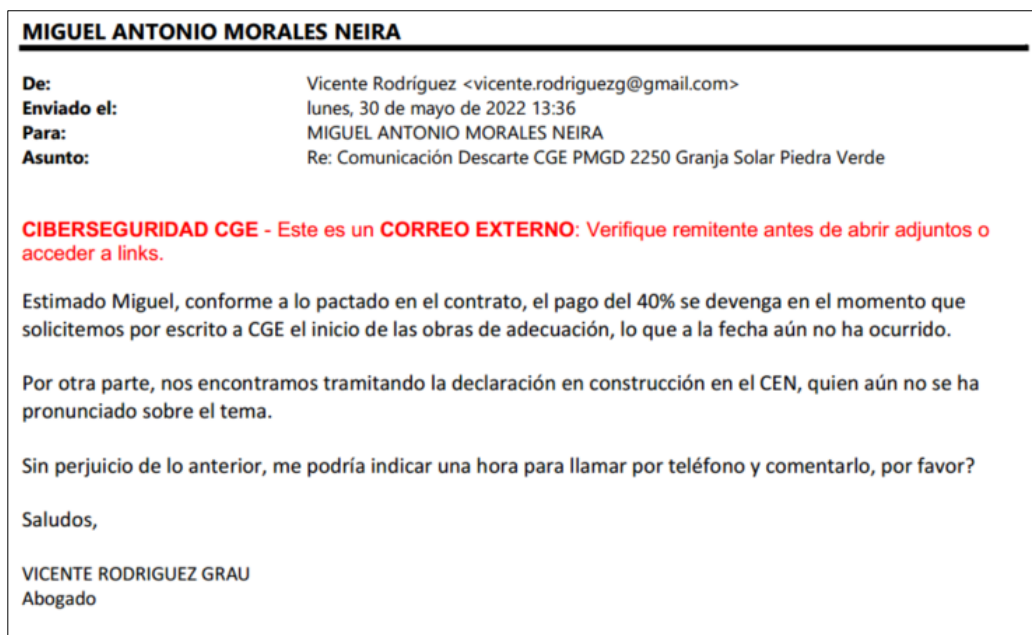 MIGUEL ANTONIO MORALES NEIRA
De: Vicente Rodríguez <vicente.rodriguezg@gmail.com>
Enviado el: lunes, 30 de mayo de 2022 13:36
Para: MIGUEL ANTONIO MORALES NEIRA
Asunto: Re: Comunicación Descarte CGE PMGD 2250 Granja Solar Piedra Verde
CIBERSEGURIDAD CGE - Este es un CORREO EXTERNO: Verifique remitente antes de abrir adjuntos o
acceder a links.
Estimado Miguel, conforme a lo pactado en el contrato, el pago del 40% se devenga en el momento que
solicitemos por escrito a CGE el inicio de las obras de adecuación, lo que a la fecha aún no ha ocurrido.
Por otra parte, nos encontramos tramitando la declaración en construcción en el CEN, quien aún no se ha
pronunciado sobre el tema.
Sin perjuicio de lo anterior, me podría indicar una hora para llamar por teléfono y comentarlo, por favor?
Saludos,
VICENTE RODRIGUEZ GRAU
Abogado